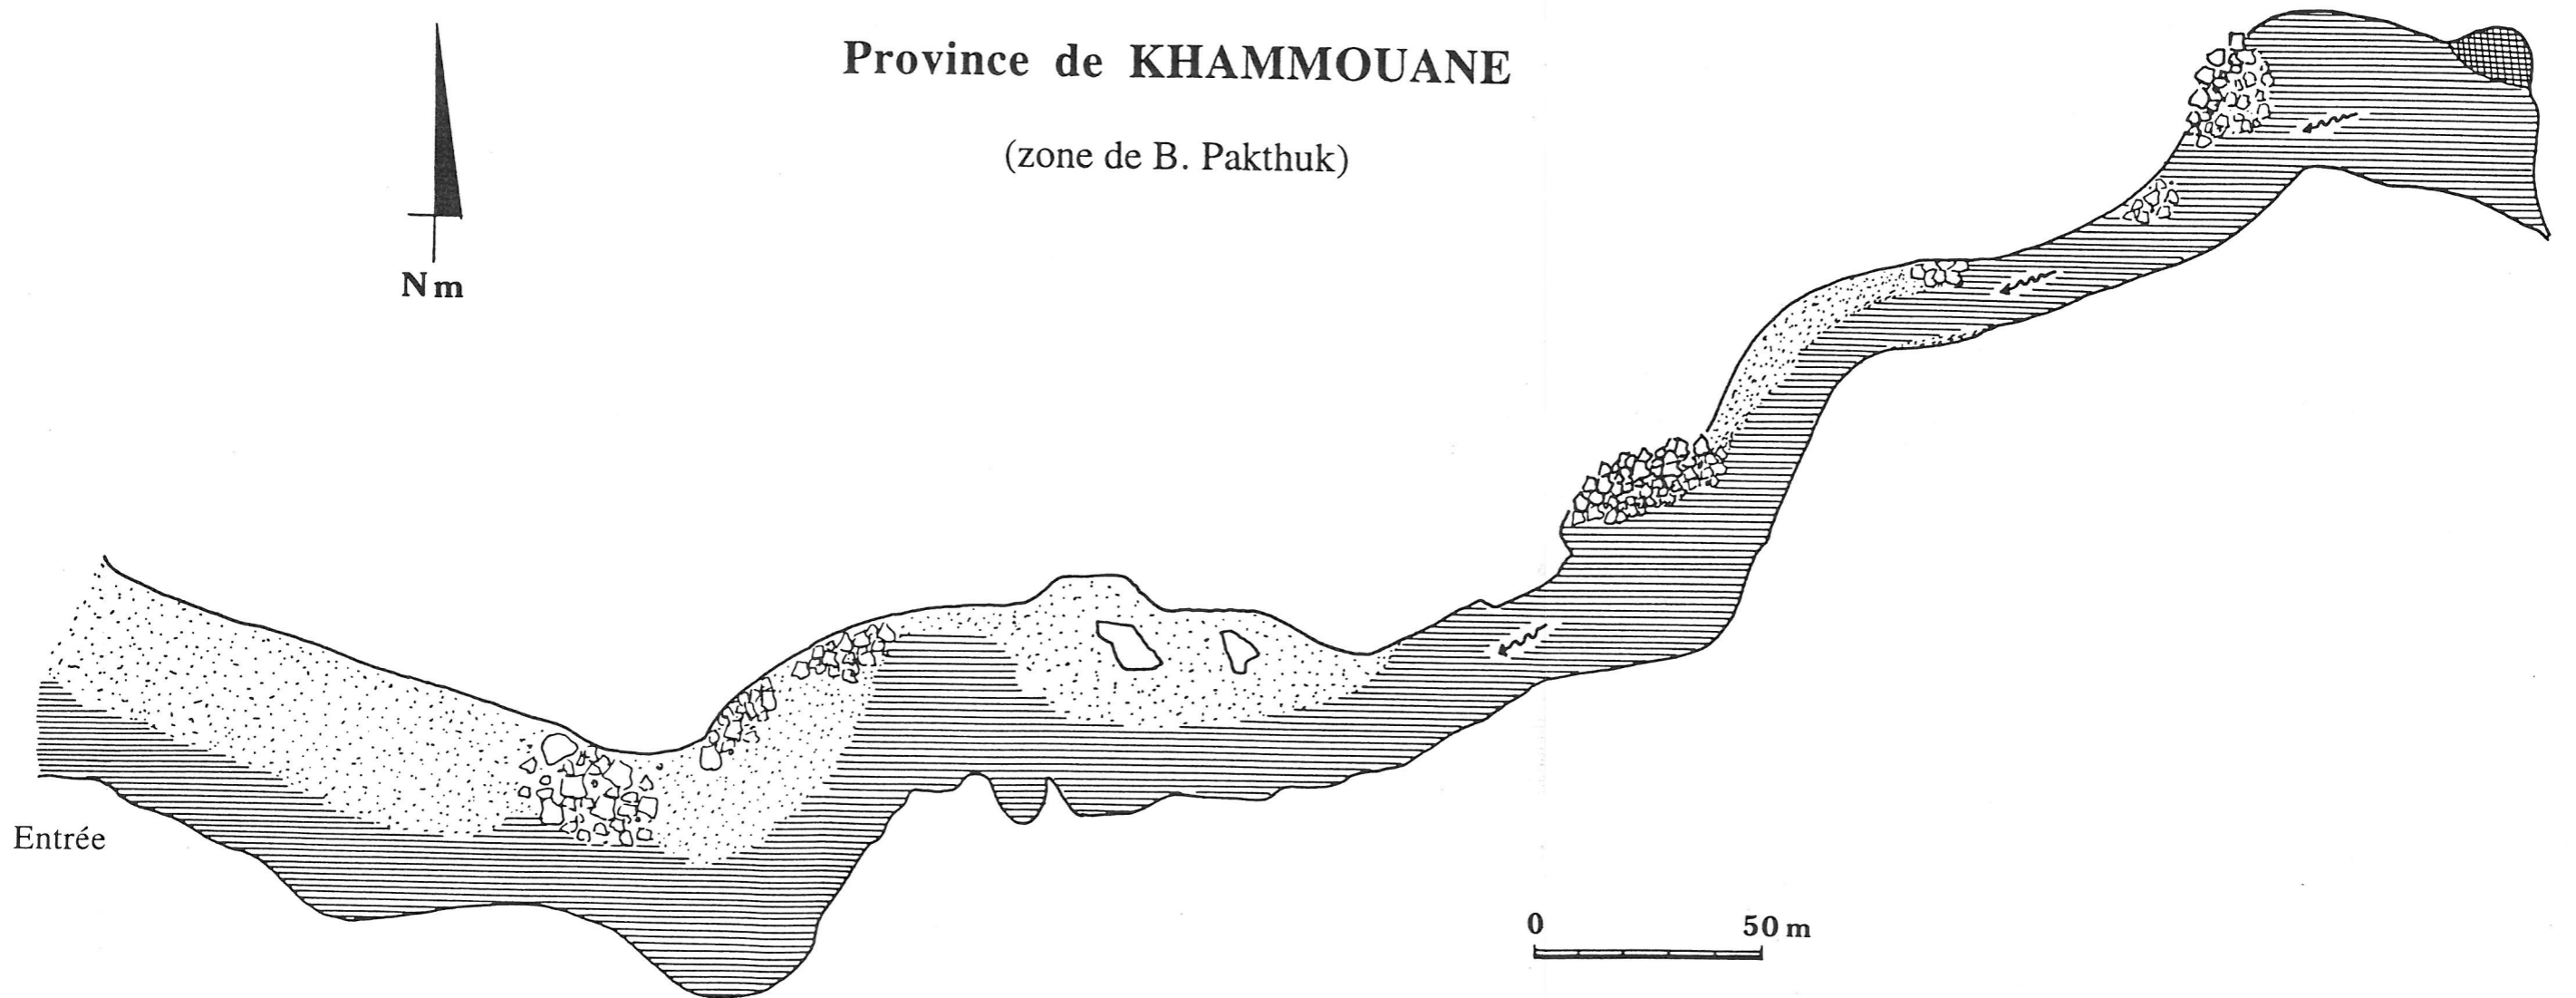 Province de KHAMMOUANE
(zone de B. Pakthuk)
Nm
Entrée
0 50 m